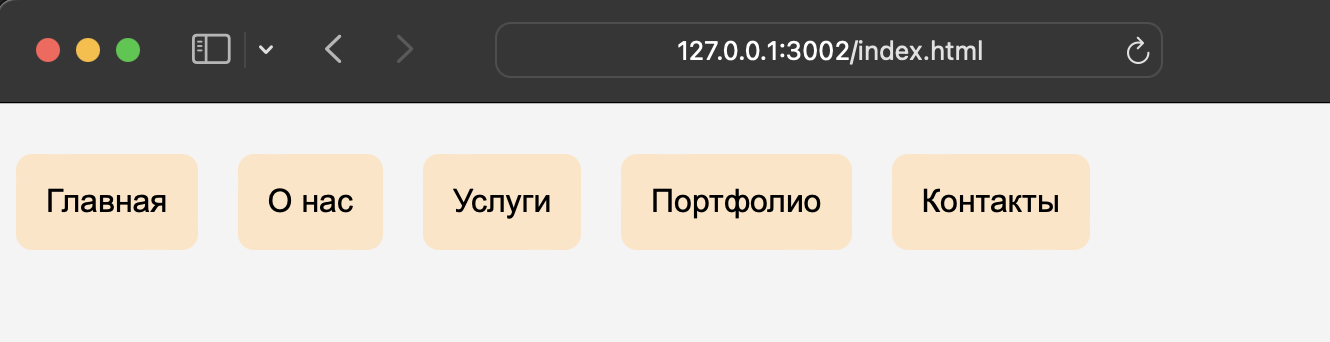 127.0.0.1:3002/index.html
Главная О нас Услуги Портфолио Контакты